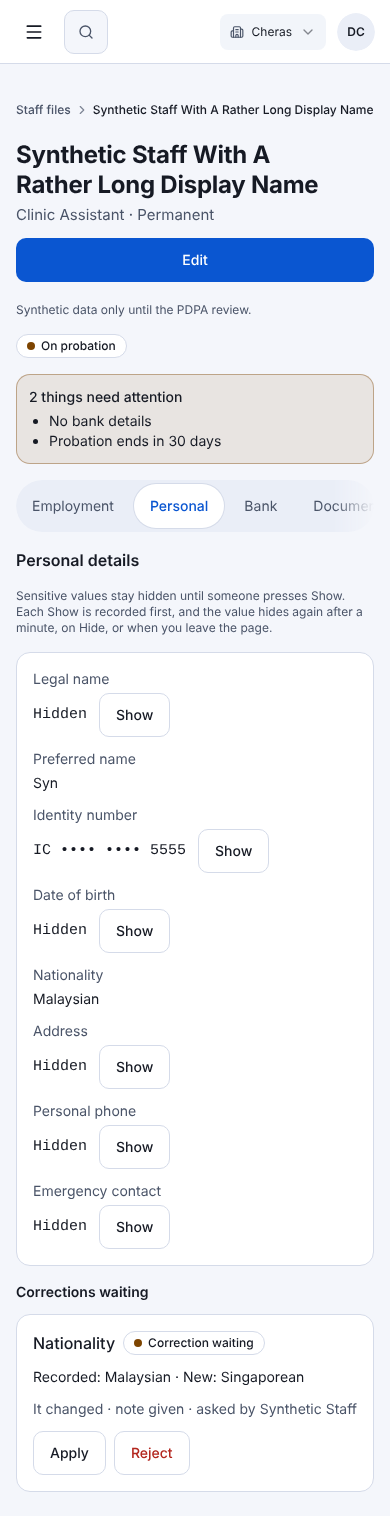 Cheras
DC
Staff files > Synthetic Staff With A Rather Long Display Name
Synthetic Staff With A
Rather Long Display Name
Clinic Assistant · Permanent
Edit
Synthetic data only until the PDPA review.
On probation
2 things need attention
• No bank details
• Probation ends in 30 days
Employment Personal Bank
Personal details
Sensitive values stay hidden until someone presses Show.
Each Show is recorded first, and the value hides again after a
minute, on Hide, or when you leave the page.
Legal name
Hidden Show
Preferred name
Syn
Identity number
IC •••• •••• 5555 Show
Date of birth
Hidden Show
Nationality
Malaysian
Address
Hidden Show
Personal phone
Hidden Show
Emergency contact
Hidden Show
Corrections waiting
Nationality Correction waiting
Recorded: Malaysian · New: Singaporean
It changed · note given · asked by Synthetic Staff
Apply Reject